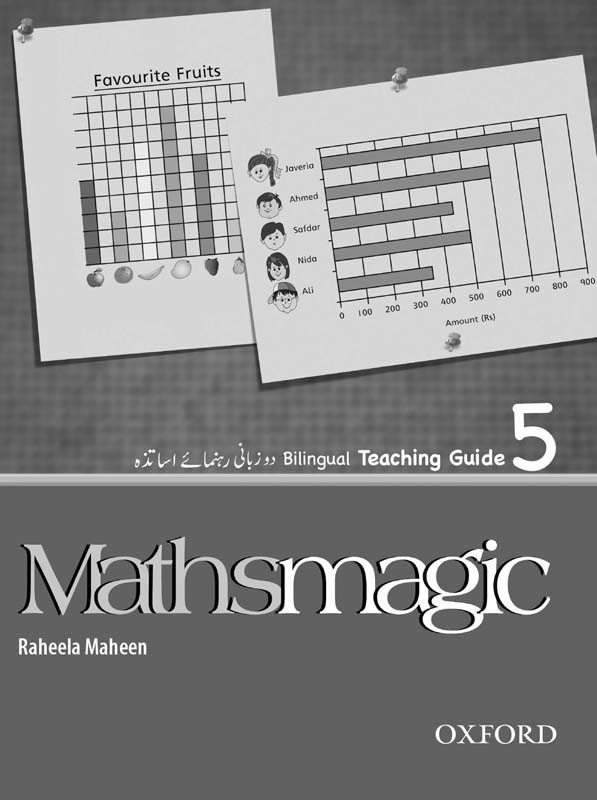 Favourite Fruits
Javeria
Ahmed
Safdar
Nida
Ali
0 100 200 300 400 500 600 700 800 900
Amount (Rs)
دو زبانی رہنمائے اساتذہ Bilingual Teaching Guide 5
Mathsmagic
Raheela Maheen
OXFORD